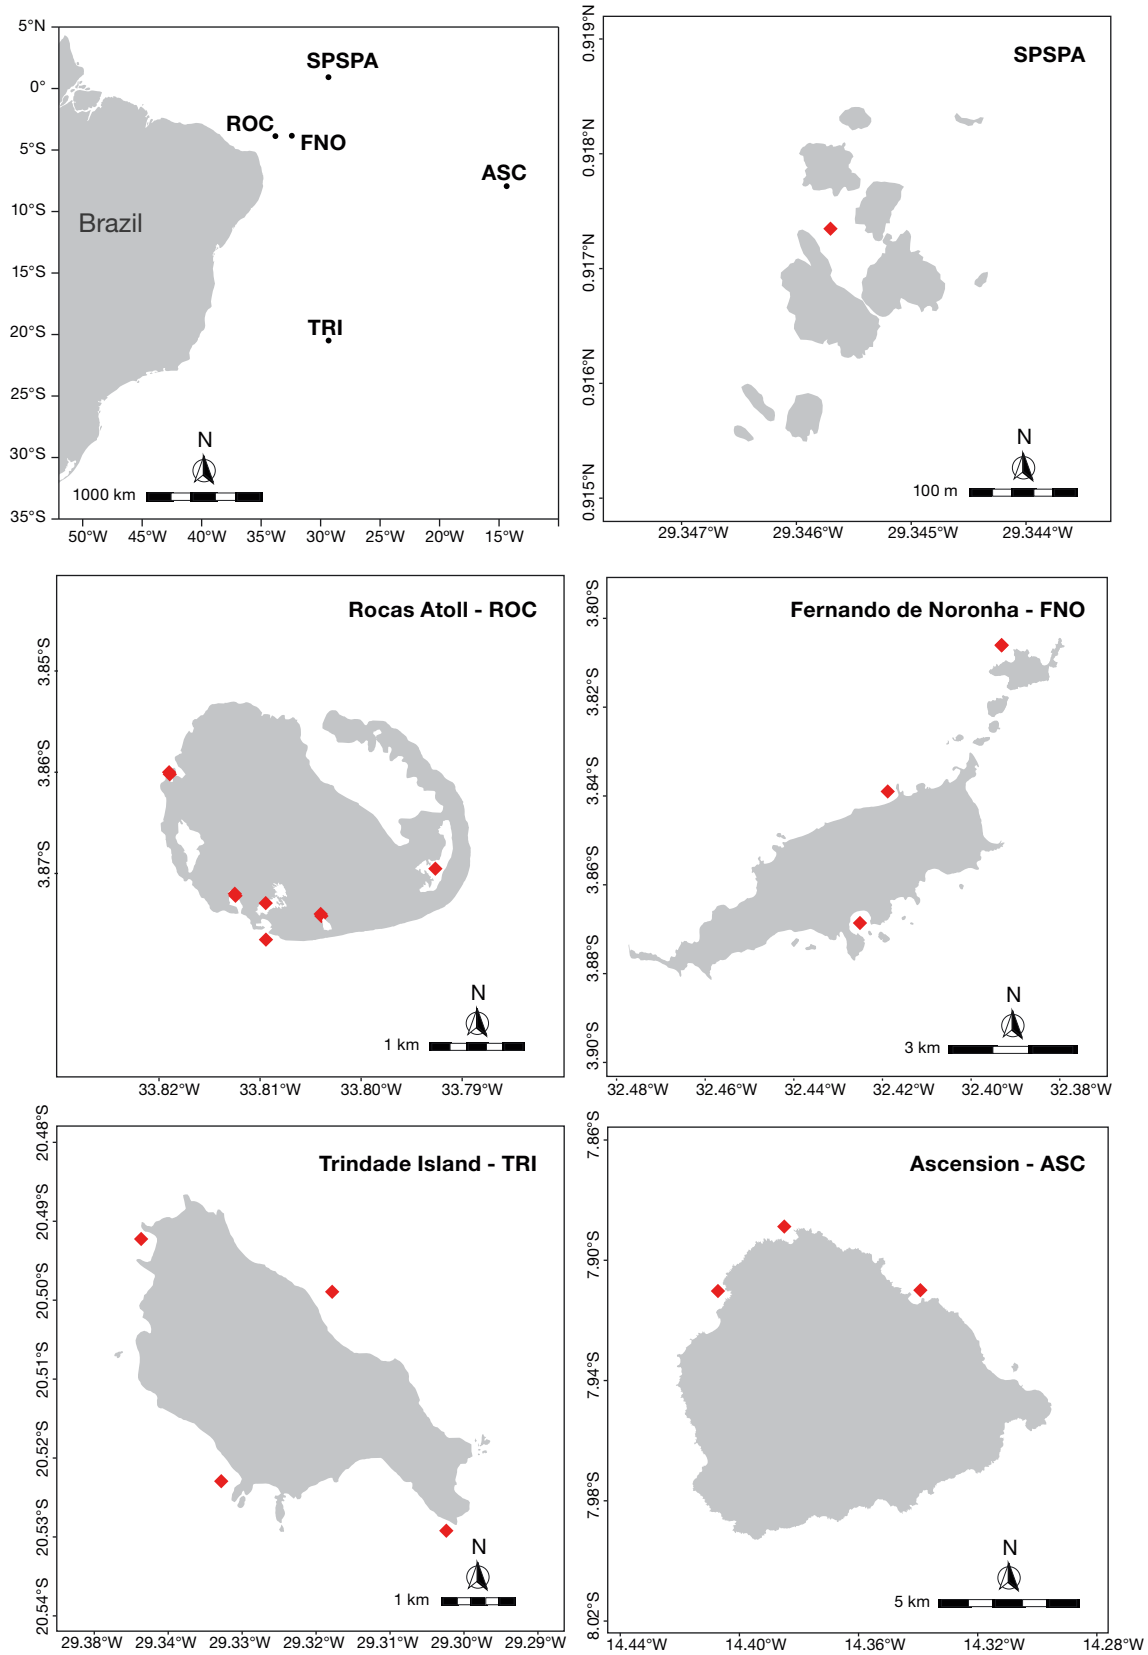 5°N
0°
5°S
10°S
15°S
20°S
25°S
30°S
35°S
SPSPA
ROC
FNO
ASC
Brazil
TRI
N
1000 km
50°W 45°W 40°W 35°W 30°W 25°W 20°W 15°W
SPSPA
0.919°N
0.918°N
0.917°N
0.916°N
0.915°N
N
100 m
29.347°W 29.346°W 29.345°W 29.344°W
Rocas Atoll - ROC
3.85°S
3.86°S
3.87°S
N
1 km
33.82°W 33.81°W 33.80°W 33.79°W
Fernando de Noronha - FNO
3.80°S
3.82°S
3.84°S
3.86°S
3.88°S
3.90°S
N
3 km
32.48°W 32.46°W 32.44°W 32.42°W 32.40°W 32.38°W
Trindade Island - TRI
20.48°S
20.49°S
20.50°S
20.51°S
20.52°S
20.53°S
20.54°S
N
1 km
29.38°W 29.34°W 29.33°W 29.32°W 29.31°W 29.30°W 29.29°W
Ascension - ASC
7.86°S
7.90°S
7.94°S
7.98°S
8.02°S
N
5 km
14.44°W 14.40°W 14.36°W 14.32°W 14.28°W